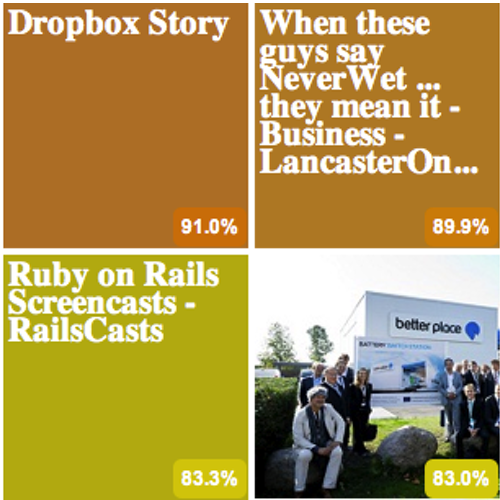 Dropbox Story
91.0%
When these
guys say
NeverWet ...
they mean it -
Business -
LancasterOn...
89.9%
Ruby on Rails
Screencasts -
RailsCasts
83.3%
better place
BATTERY SWITCH STATION
83.0%